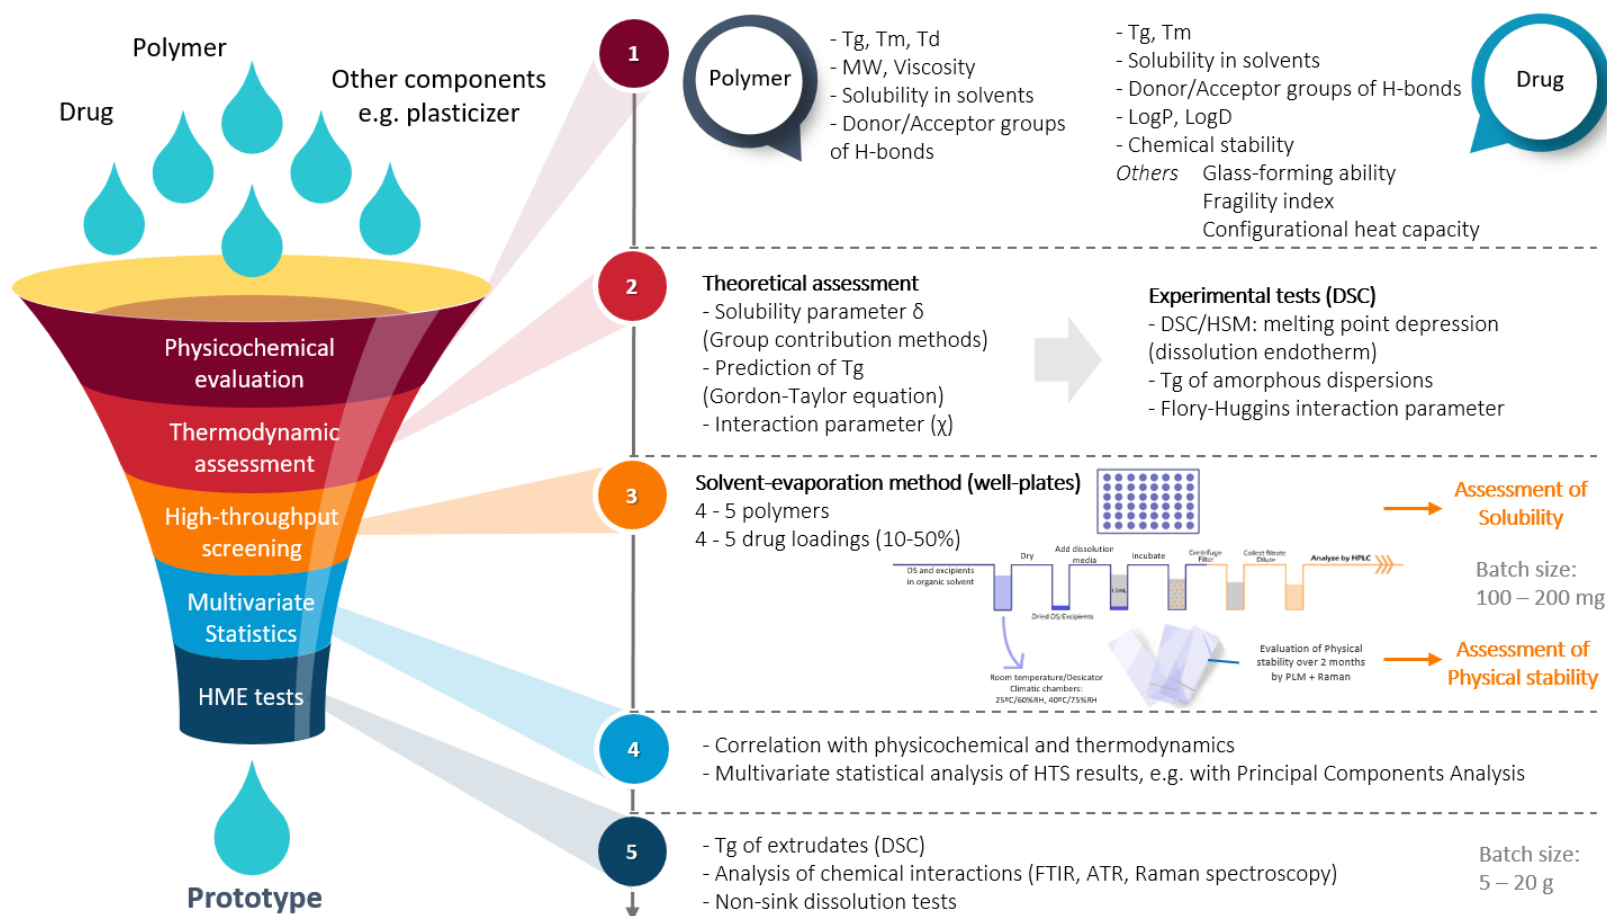 Polymer
Drug
Other components
e.g. plasticizer
Physicochemical
evaluation
Thermodynamic
assessment
High-throughput
screening
Multivariate
Statistics
HME tests
Prototype
1
Polymer
- Tg, Tm, Td
- MW, Viscosity
- Solubility in solvents
- Donor/Acceptor groups
of H-bonds
- Tg, Tm
- Solubility in solvents
- Donor/Acceptor groups of H-bonds
- LogP, LogD
- Chemical stability
Others Glass-forming ability
Fragility index
Configurational heat capacity
Drug
2
Theoretical assessment
- Solubility parameter δ
(Group contribution methods)
- Prediction of Tg
(Gordon-Taylor equation)
- Interaction parameter (χ)
Experimental tests (DSC)
- DSC/HSM: melting point depression
(dissolution endotherm)
- Tg of amorphous dispersions
- Flory-Huggins interaction parameter
3
Solvent-evaporation method (well-plates)
4 - 5 polymers
4 - 5 drug loadings (10-50%)
DS and excipients
in organic solvent
Dry
Add dissolution
media
Incubate
Centrifuge
Filter
Collect filtrate
Dilute
Analyze by HPLC
Dried DS/Excipients
Room temperature/Desicator
Climatic chambers:
25ºC/60%RH, 40ºC/75%RH
Evaluation of Physical
stability over 2 months
by PLM + Raman
Assessment of
Solubility
Batch size:
100 – 200 mg
Assessment of
Physical stability
4
- Correlation with physicochemical and thermodynamics
- Multivariate statistical analysis of HTS results, e.g. with Principal Components Analysis
5
- Tg of extrudates (DSC)
- Analysis of chemical interactions (FTIR, ATR, Raman spectroscopy)
- Non-sink dissolution tests
Batch size:
5 – 20 g